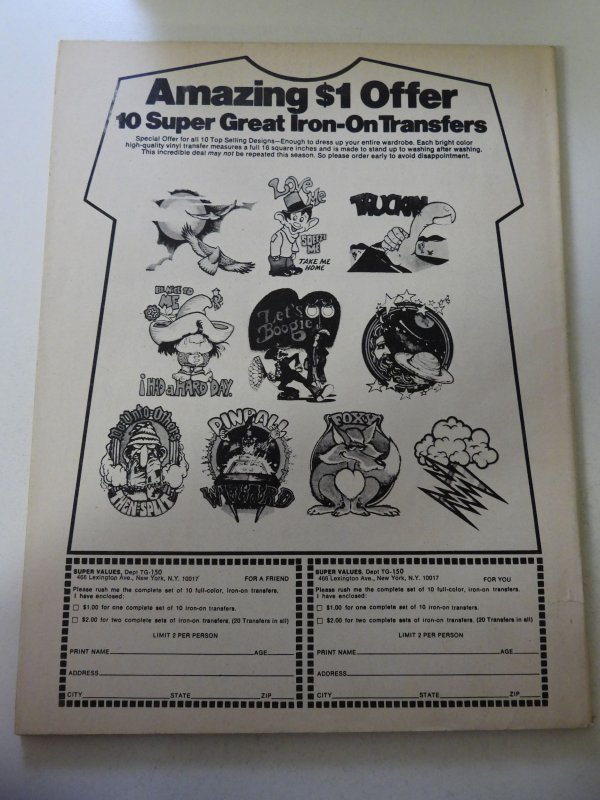 Amazing $1 Offer
10 Super Great Iron-On Transfers
Special Offer for all 10 Top Selling Designs—Enough to dress up your entire wardrobe. Each bright color
high-quality vinyl transfer measures a full 16 square inches and is made to stand up to washing after washing.
This incredible deal may not be repeated this season. So please order early to avoid disappointment.
Love Me
SQEEZE ME
TAKE ME HOME
TRUCKIN
BE NICE TO ME
i HAD a HARD DAY.
Let's Boogie
Do Unto Others
THEN SPLIT
PINBALL
WIZZARD
FOXY
SUPER VALUES, Dept TG-150
466 Lexington Ave., New York, N.Y. 10017 FOR A FRIEND
Please rush me the complete set of 10 full-color, iron-on transfers.
I have enclosed:
☐ $1.00 for one complete set of 10 iron-on transfers.
☐ $2.00 for two complete sets of iron-on transfers. (20 Transfers in all)
LIMIT 2 PER PERSON
PRINT NAME AGE
ADDRESS
CITY STATE ZIP
SUPER VALUES, Dept TG-150
466 Lexington Ave., New York, N.Y. 10017 FOR YOU
Please rush me the complete set of 10 full-color, iron-on transfers.
I have enclosed:
☐ $1.00 for one complete set of 10 iron-on transfers.
☐ $2.00 for two complete sets of iron-on transfers. (20 Transfers in all)
LIMIT 2 PER PERSON
PRINT NAME AGE
ADDRESS
CITY STATE ZIP